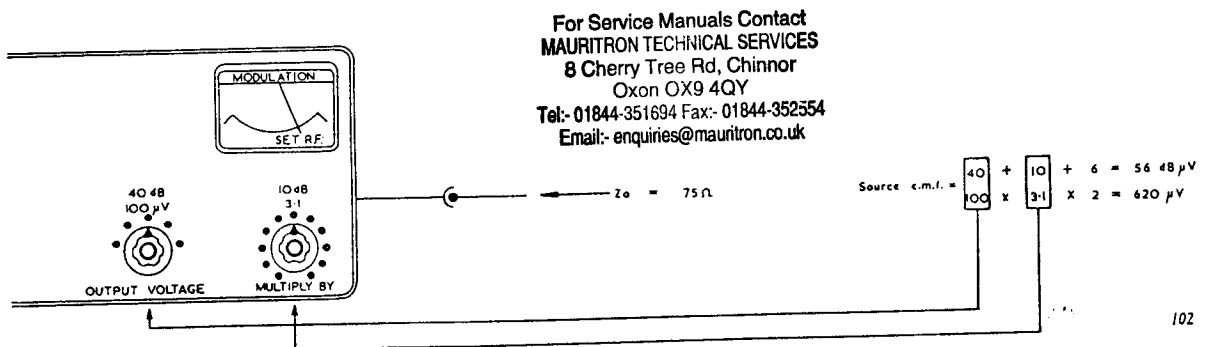 For Service Manuals Contact
MAURITRON TECHNICAL SERVICES
8 Cherry Tree Rd, Chinnor
Oxon OX9 4QY
Tel:- 01844-351694 Fax:- 01844-352554
Email:- enquiries@mauritron.co.uk
MODULATION
SET R.F.
40 dB
100 μV
OUTPUT VOLTAGE
10 dB
3·1
MULTIPLY BY
Zo = 75Ω
Source e.m.f. = 40 + 10 + 6 = 56 dB μV
100 x 3·1 x 2 = 620 μV
102